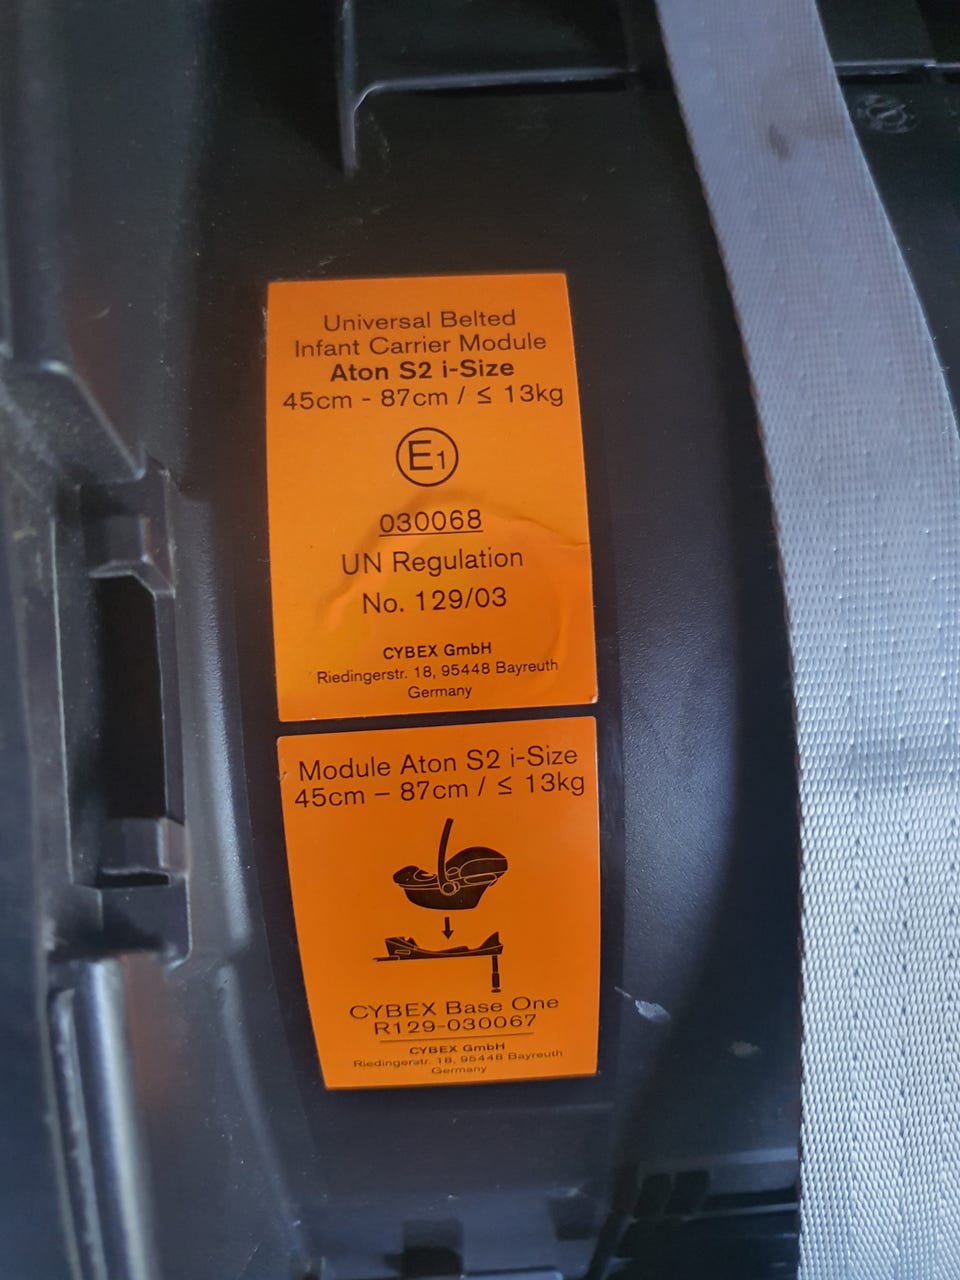 Universal Belted
Infant Carrier Module
Aton S2 i-Size
45cm - 87cm / ≤ 13kg
E1
030068
UN Regulation
No. 129/03
CYBEX GmbH
Riedingerstr. 18, 95448 Bayreuth
Germany
Module Aton S2 i-Size
45cm – 87cm / ≤ 13kg
CYBEX Base One
R129-030067
CYBEX GmbH
Riedingerstr. 18, 95448 Bayreuth
Germany